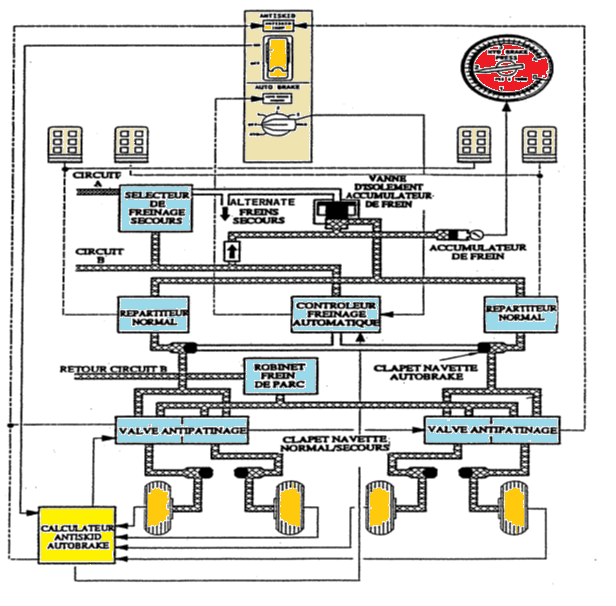 ANTISKID
HYD BRAKE
PRESS
AUTO BRAKE
CIRCUIT
A
SELECTEUR
DE
FREINAGE
SECOURS
ALTERNATE
FREINS
SECOURS
VANNE
D'ISOLEMENT
ACCUMULATEUR
DE FREIN
ACCUMULATEUR
DE FREIN
CIRCUIT
B
REPARTITEUR
NORMAL
CONTROLEUR
FREINAGE
AUTOMATIQUE
REPARTITEUR
NORMAL
RETOUR CIRCUIT B
ROBINET
FREIN
DE PARC
CLAPET NAVETTE
AUTOBRAKE
VALVE ANTIPATINAGE
VALVE ANTIPATINAGE
CLAPET NAVETTE
NORMAL/SECOURS
CALCULATEUR
ANTISKID
AUTOBRAKE